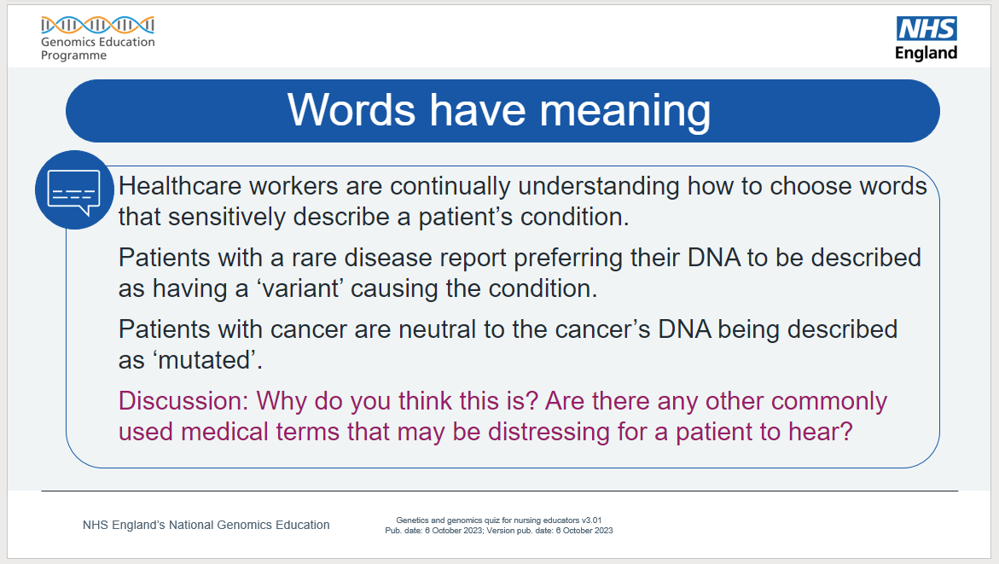 Genomics Education
Programme
NHS
England
Words have meaning
Healthcare workers are continually understanding how to choose words
that sensitively describe a patient’s condition.
Patients with a rare disease report preferring their DNA to be described
as having a ‘variant’ causing the condition.
Patients with cancer are neutral to the cancer’s DNA being described
as ‘mutated’.
Discussion: Why do you think this is? Are there any other commonly
used medical terms that may be distressing for a patient to hear?
NHS England’s National Genomics Education
Genetics and genomics quiz for nursing educators v3.01
Pub. date: 6 October 2023; Version pub. date: 6 October 2023